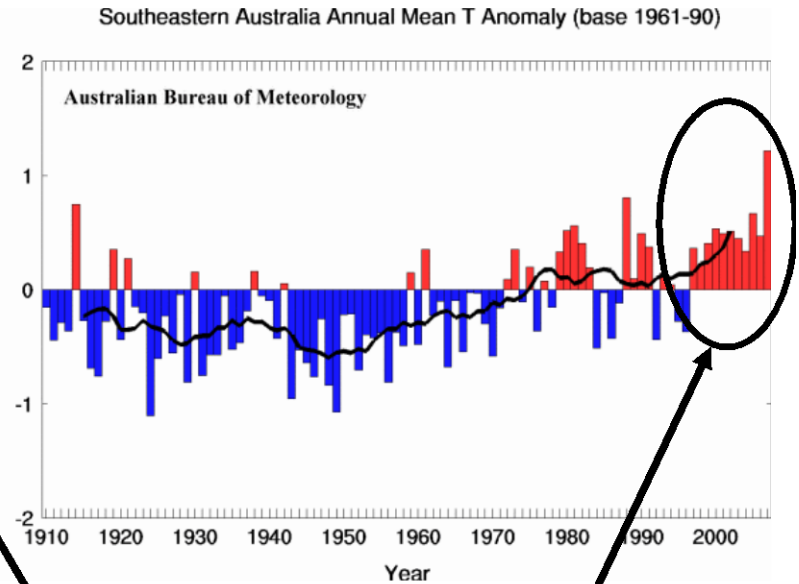 Southeastern Australia Annual Mean T Anomaly (base 1961-90)
2
Australian Bureau of Meteorology
1
0
-1
-2
1910 1920 1930 1940 1950 1960 1970 1980 1990 2000
Year